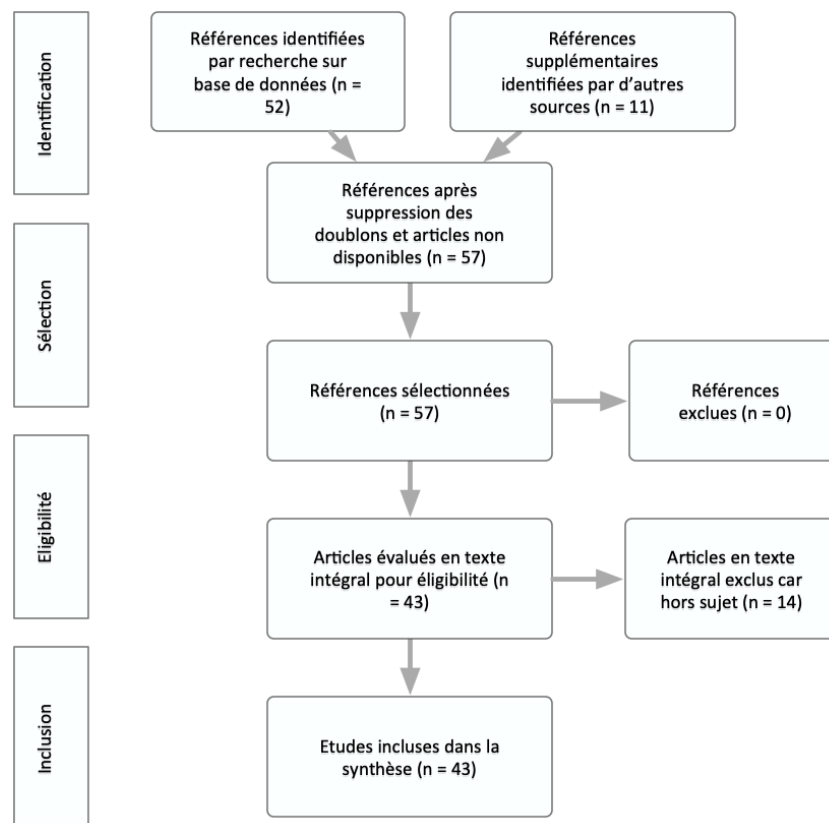 Identification
Références identifiées
par recherche sur
base de données (n =
52)
Références
supplémentaires
identifiées par d’autres
sources (n = 11)
Références après
suppression des
doublons et articles non
disponibles (n = 57)
Sélection
Références sélectionnées
(n = 57)
Références
exclues (n = 0)
Eligibilité
Articles évalués en texte
intégral pour éligibilité (n
= 43)
Articles en texte
intégral exclus car
hors sujet (n = 14)
Inclusion
Etudes incluses dans la
synthèse (n = 43)